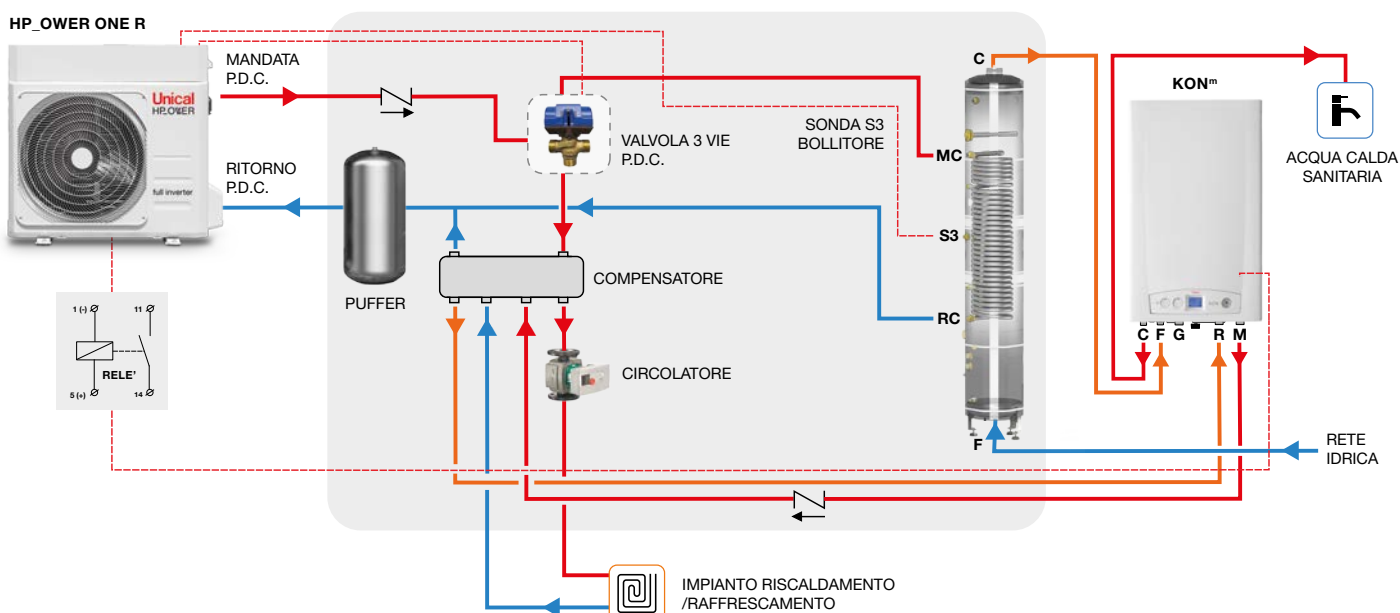 HP_OWER ONE R
MANDATA
P.D.C.
Unical
HP_OWER
full inverter
RITORNO
P.D.C.
PUFFER
VALVOLA 3 VIE
P.D.C.
SONDA S3
BOLLITORE
C
MC
S3
RC
F
KONᵐ
ACQUA CALDA
SANITARIA
COMPENSATORE
CIRCOLATORE
1 (-)
11
RELE'
5 (+)
14
C F G R M
RETE
IDRICA
IMPIANTO RISCALDAMENTO
/RAFFRESCAMENTO